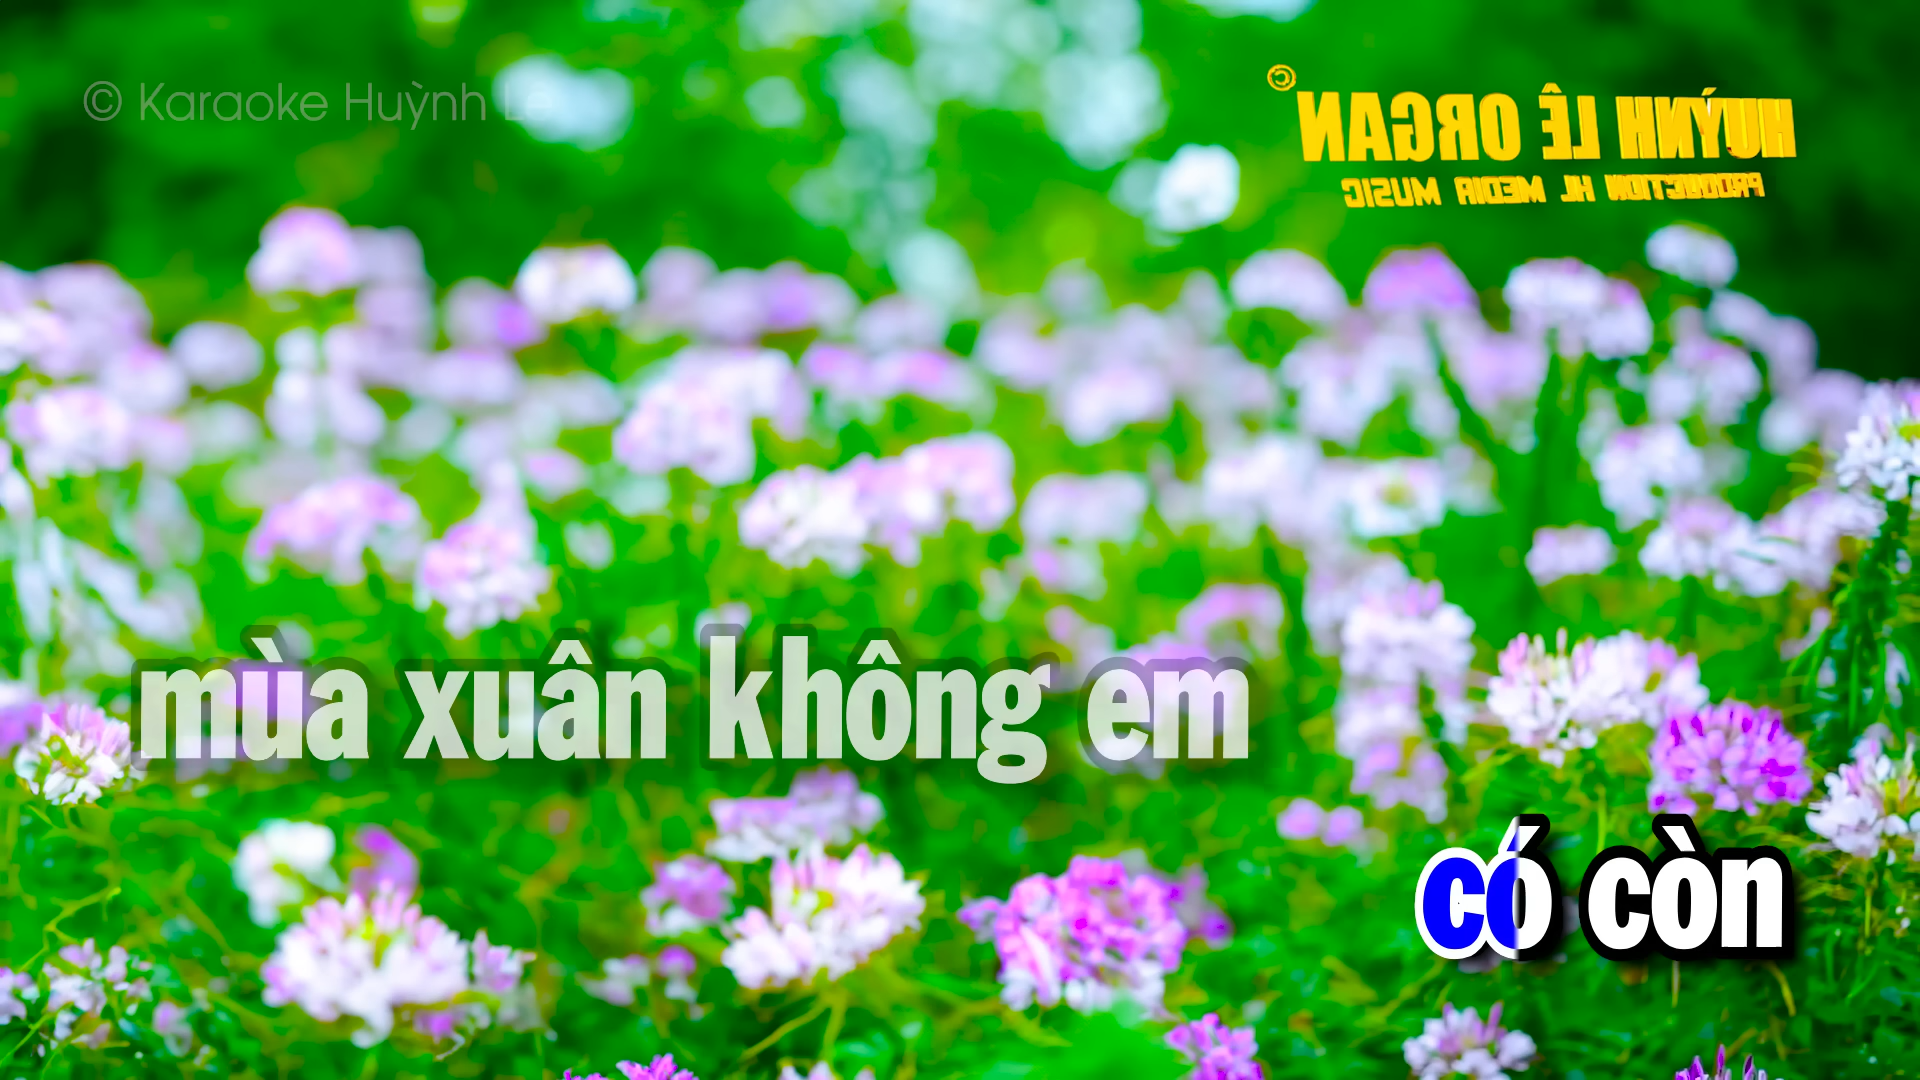 © Karaoke Huỳnh Lê
©
HUỲNH LÊ ORGAN
PRODUCTION HL MEDIA MUSIC
mùa xuân không em
có còn